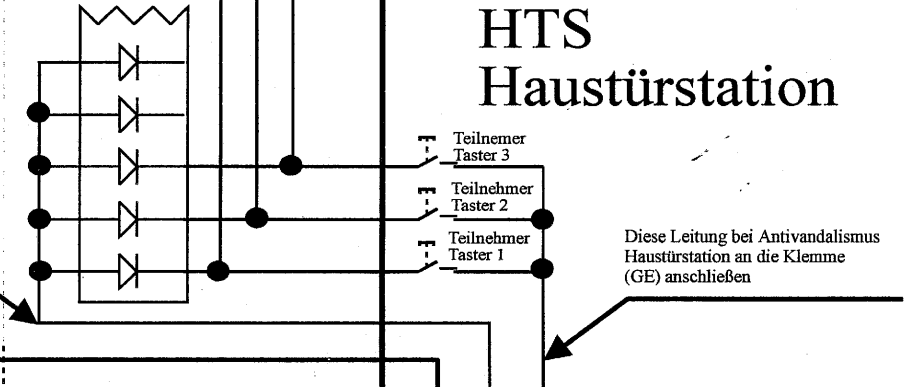 HTS
Haustürstation
Teilnemer
Taster 3
Teilnehmer
Taster 2
Teilnehmer
Taster 1
Diese Leitung bei Antivandalismus
Haustürstation an die Klemme
(GE) anschließen